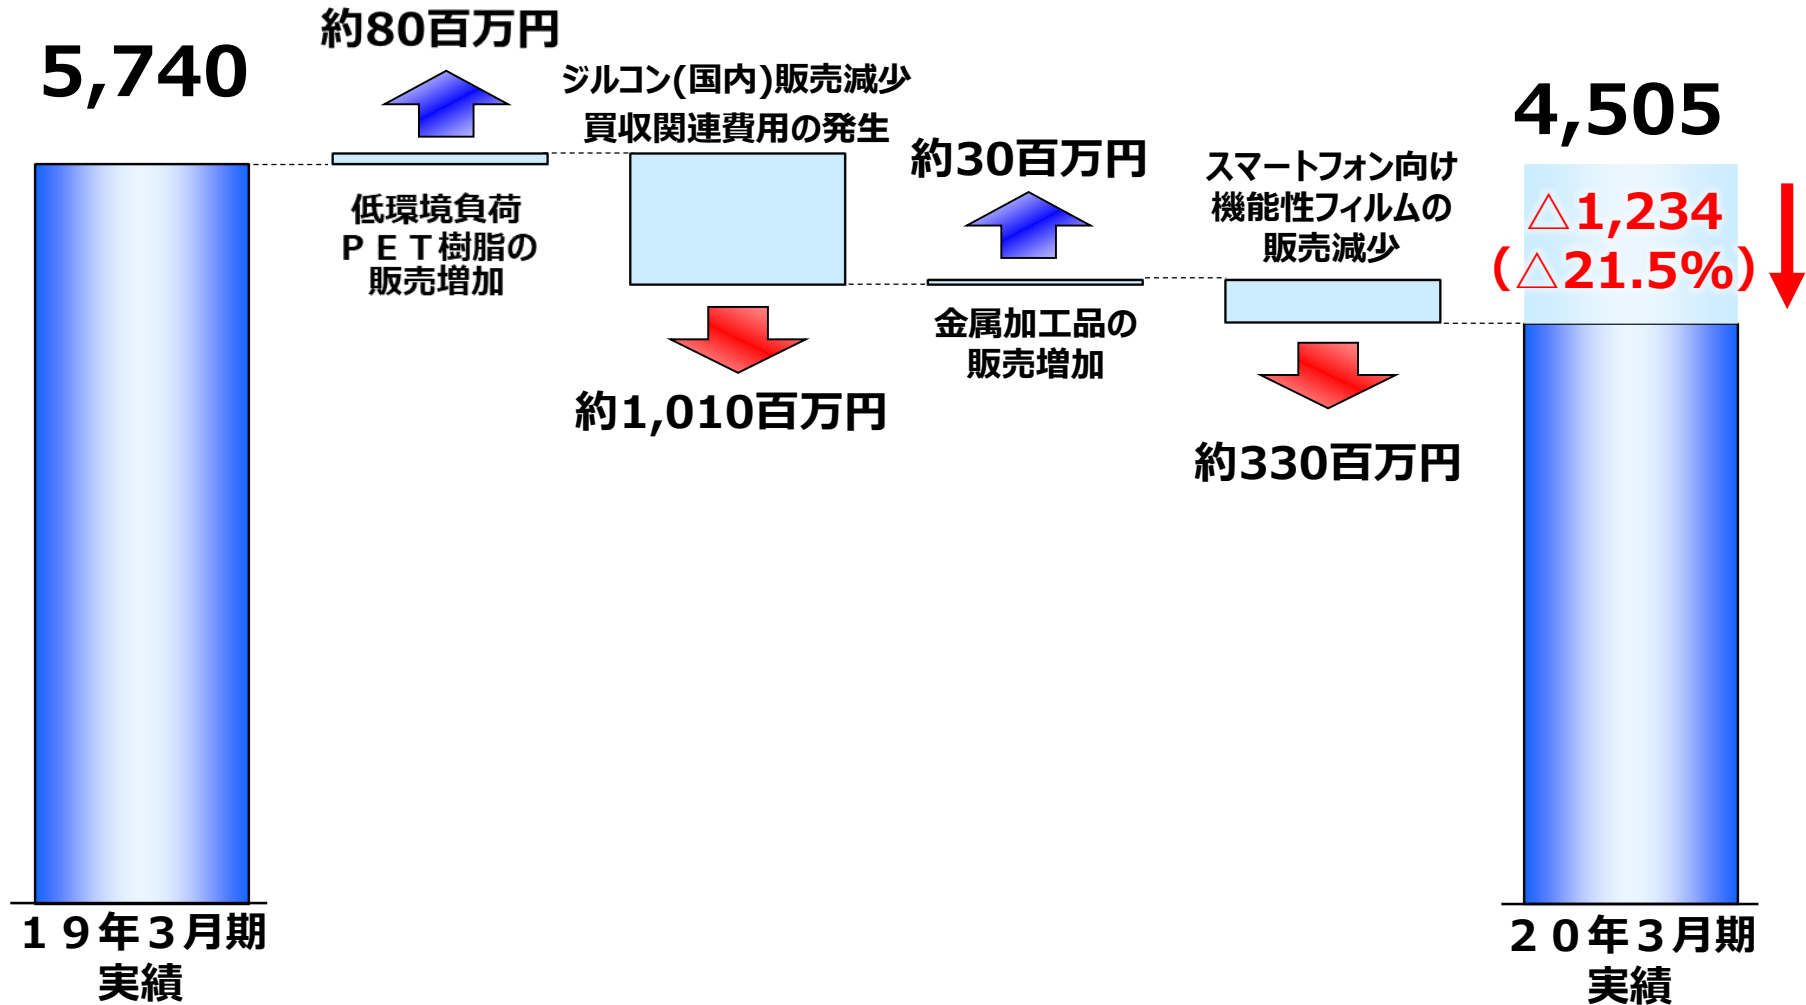 5,740
約80百万円
低環境負荷
ＰＥＴ樹脂の
販売増加
ジルコン(国内)販売減少
買収関連費用の発生
約1,010百万円
約30百万円
金属加工品の
販売増加
スマートフォン向け
機能性フィルムの
販売減少
約330百万円
4,505
△1,234
(△21.5%)
１９年３月期
実績
２０年３月期
実績